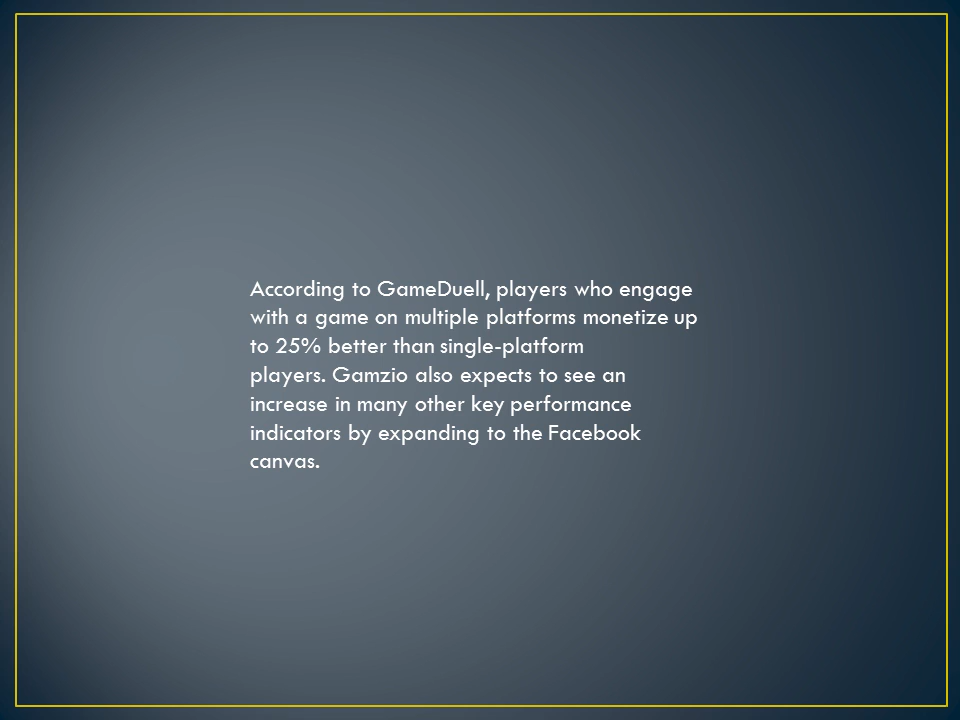 According to GameDuell, players who engage
with a game on multiple platforms monetize up
to 25% better than single-platform
players. Gamzio also expects to see an
increase in many other key performance
indicators by expanding to the Facebook
canvas.